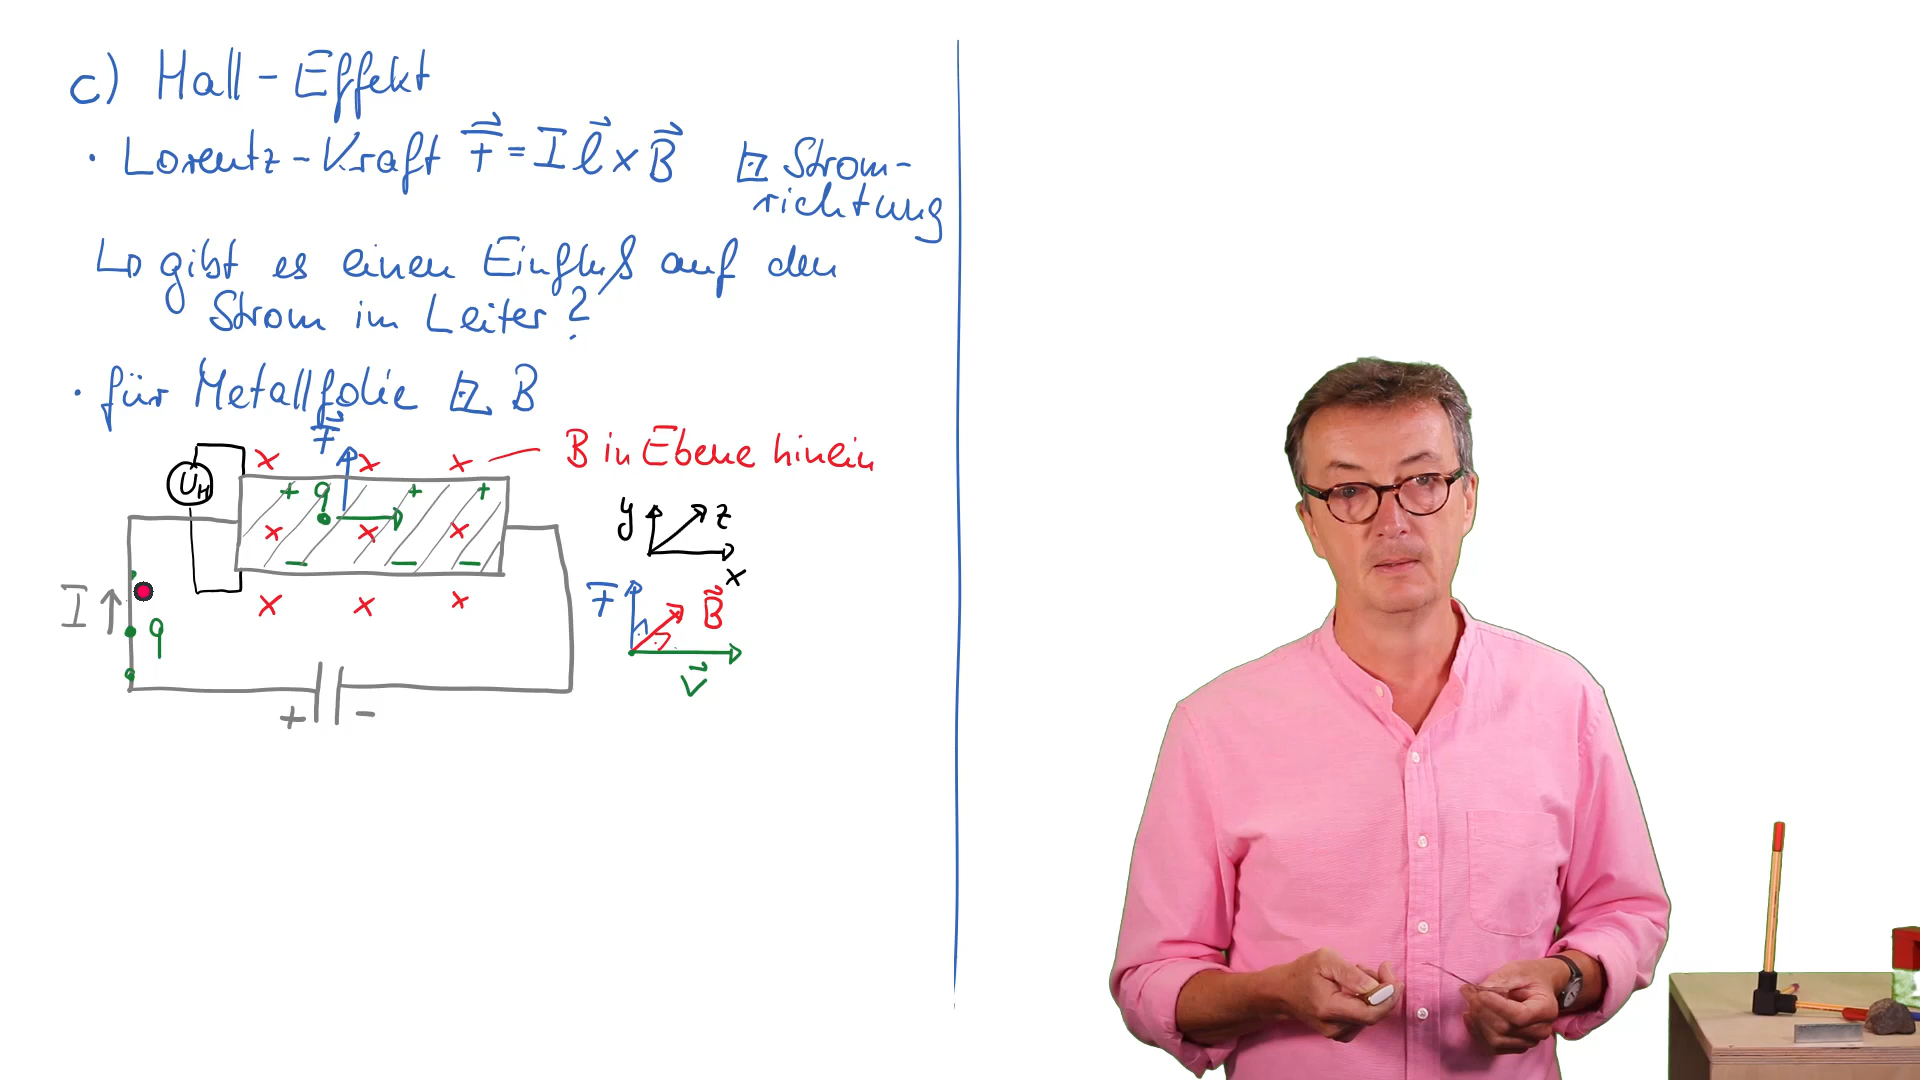 c) Hall-Effekt
· Lorentz-Kraft F⃗ = I l⃗ × B⃗ ⊥ Strom-
richtung
↳ gibt es einen Einfluß auf den
Strom im Leiter?
· für Metallfolie ⊥ B
F⃗
× × × B in Ebene hinein
U_H
+ q + +
× × ×
− − −
y z
x
× × ×
I q
F B⃗
v⃗
+ −